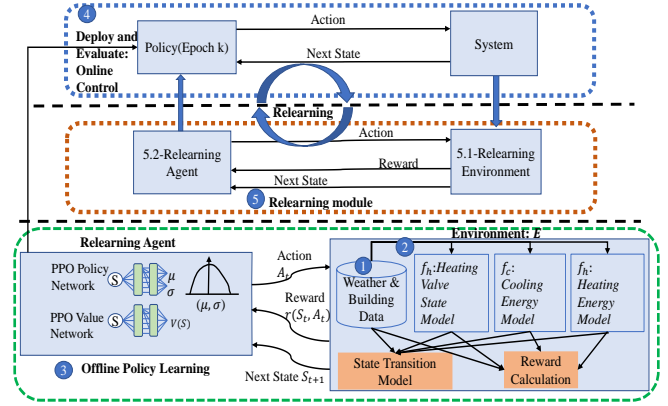 4
Deploy and
Evaluate:
Online
Control
Policy(Epoch k)
Action
Next State
System
Relearning
5.2-Relearning
Agent
Action
Reward
Next State
5.1-Relearning
Environment
5 Relearning module
Relearning Agent
PPO Policy
Network
S
μ
σ
(μ, σ)
PPO Value
Network
S
V(S)
3 Offline Policy Learning
Action
A_t
Reward
r(S_t, A_t)
Next State S_{t+1}
Environment: E
1
2
Weather &
Building
Data
f_h:Heating
Valve
State
Model
f_c:
Cooling
Energy
Model
f_h:
Heating
Energy
Model
State Transition
Model
Reward
Calculation